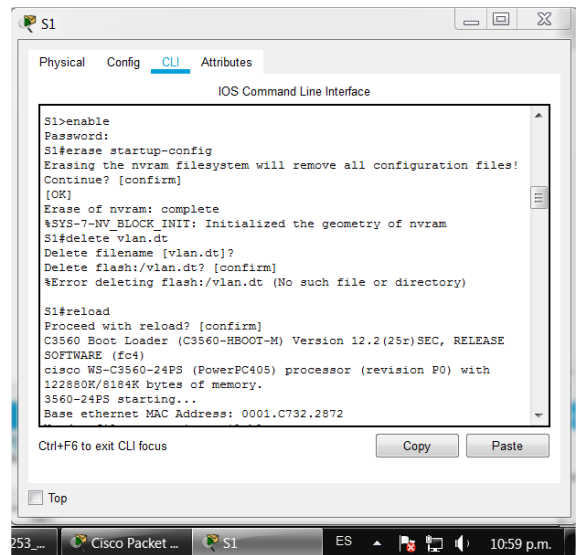 S1
Physical Config CLI Attributes
IOS Command Line Interface
S1>enable
Password:
S1#erase startup-config
Erasing the nvram filesystem will remove all configuration files!
Continue? [confirm]
[OK]
Erase of nvram: complete
%SYS-7-NV_BLOCK_INIT: Initialized the geometry of nvram
S1#delete vlan.dt
Delete filename [vlan.dt]?
Delete flash:/vlan.dt? [confirm]
%Error deleting flash:/vlan.dt (No such file or directory)
S1#reload
Proceed with reload? [confirm]
C3560 Boot Loader (C3560-HBOOT-M) Version 12.2(25r)SEC, RELEASE
SOFTWARE (fc4)
cisco WS-C3560-24PS (PowerPC405) processor (revision P0) with
122880K/8184K bytes of memory.
3560-24PS starting...
Base ethernet MAC Address: 0001.C732.2872
Ctrl+F6 to exit CLI focus Copy Paste
Top
253_... Cisco Packet ... S1 ES 10:59 p.m.